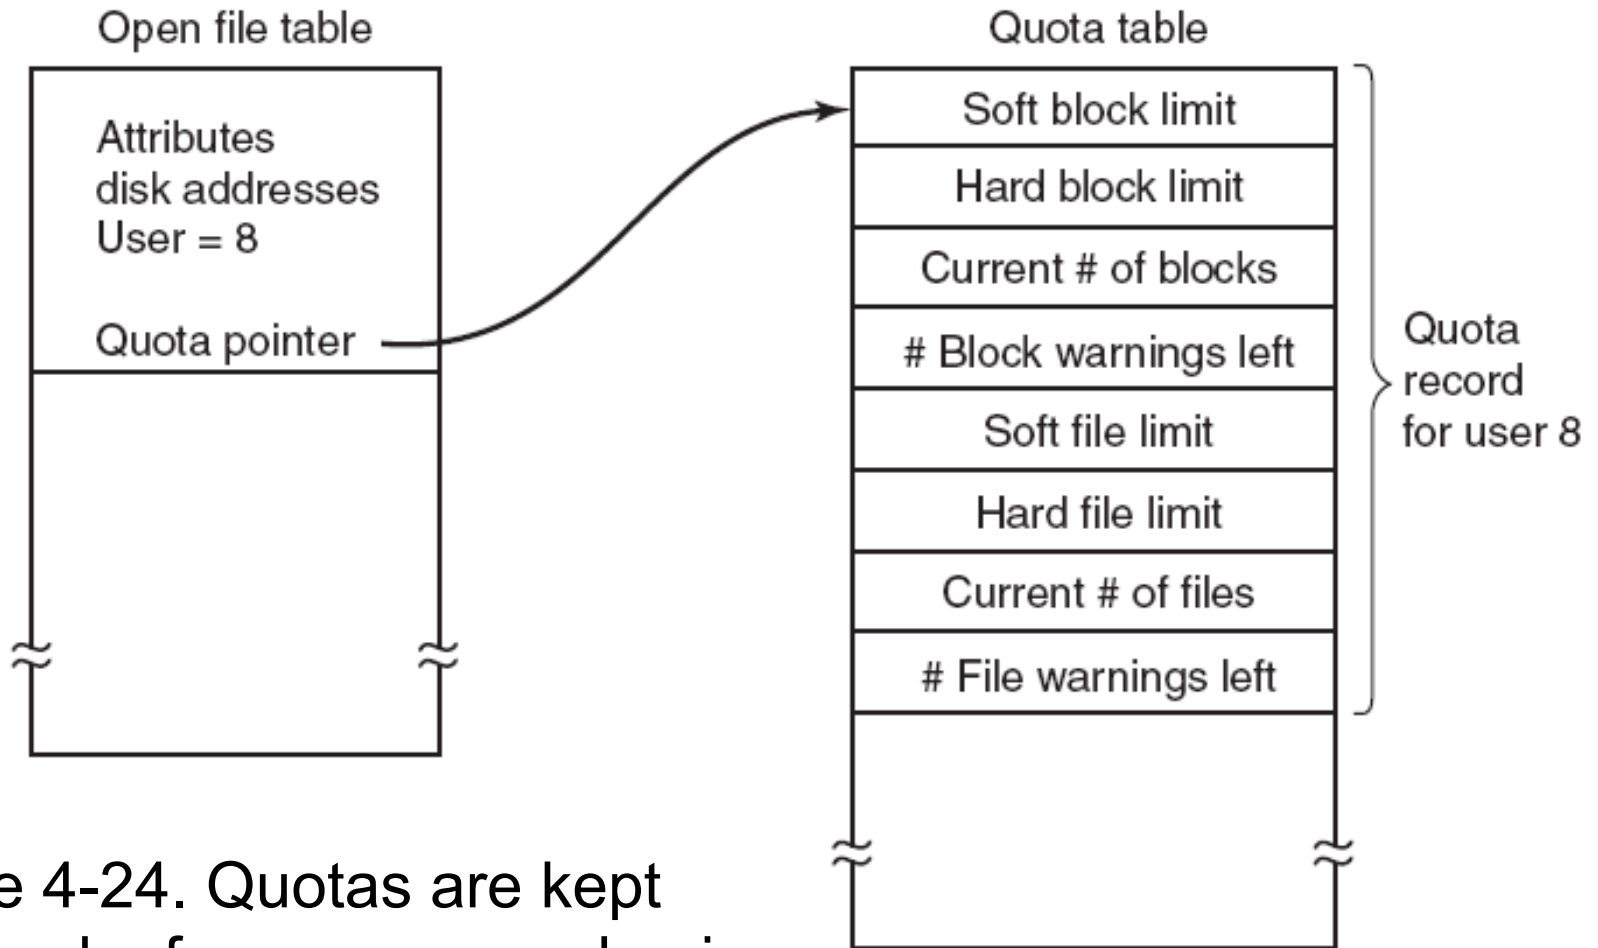 Open file table
Attributes
disk addresses
User = 8
Quota pointer
Quota table
Soft block limit
Hard block limit
Current # of blocks
# Block warnings left
Soft file limit
Hard file limit
Current # of files
# File warnings left
Quota
record
for user 8
4-24. Quotas are kept